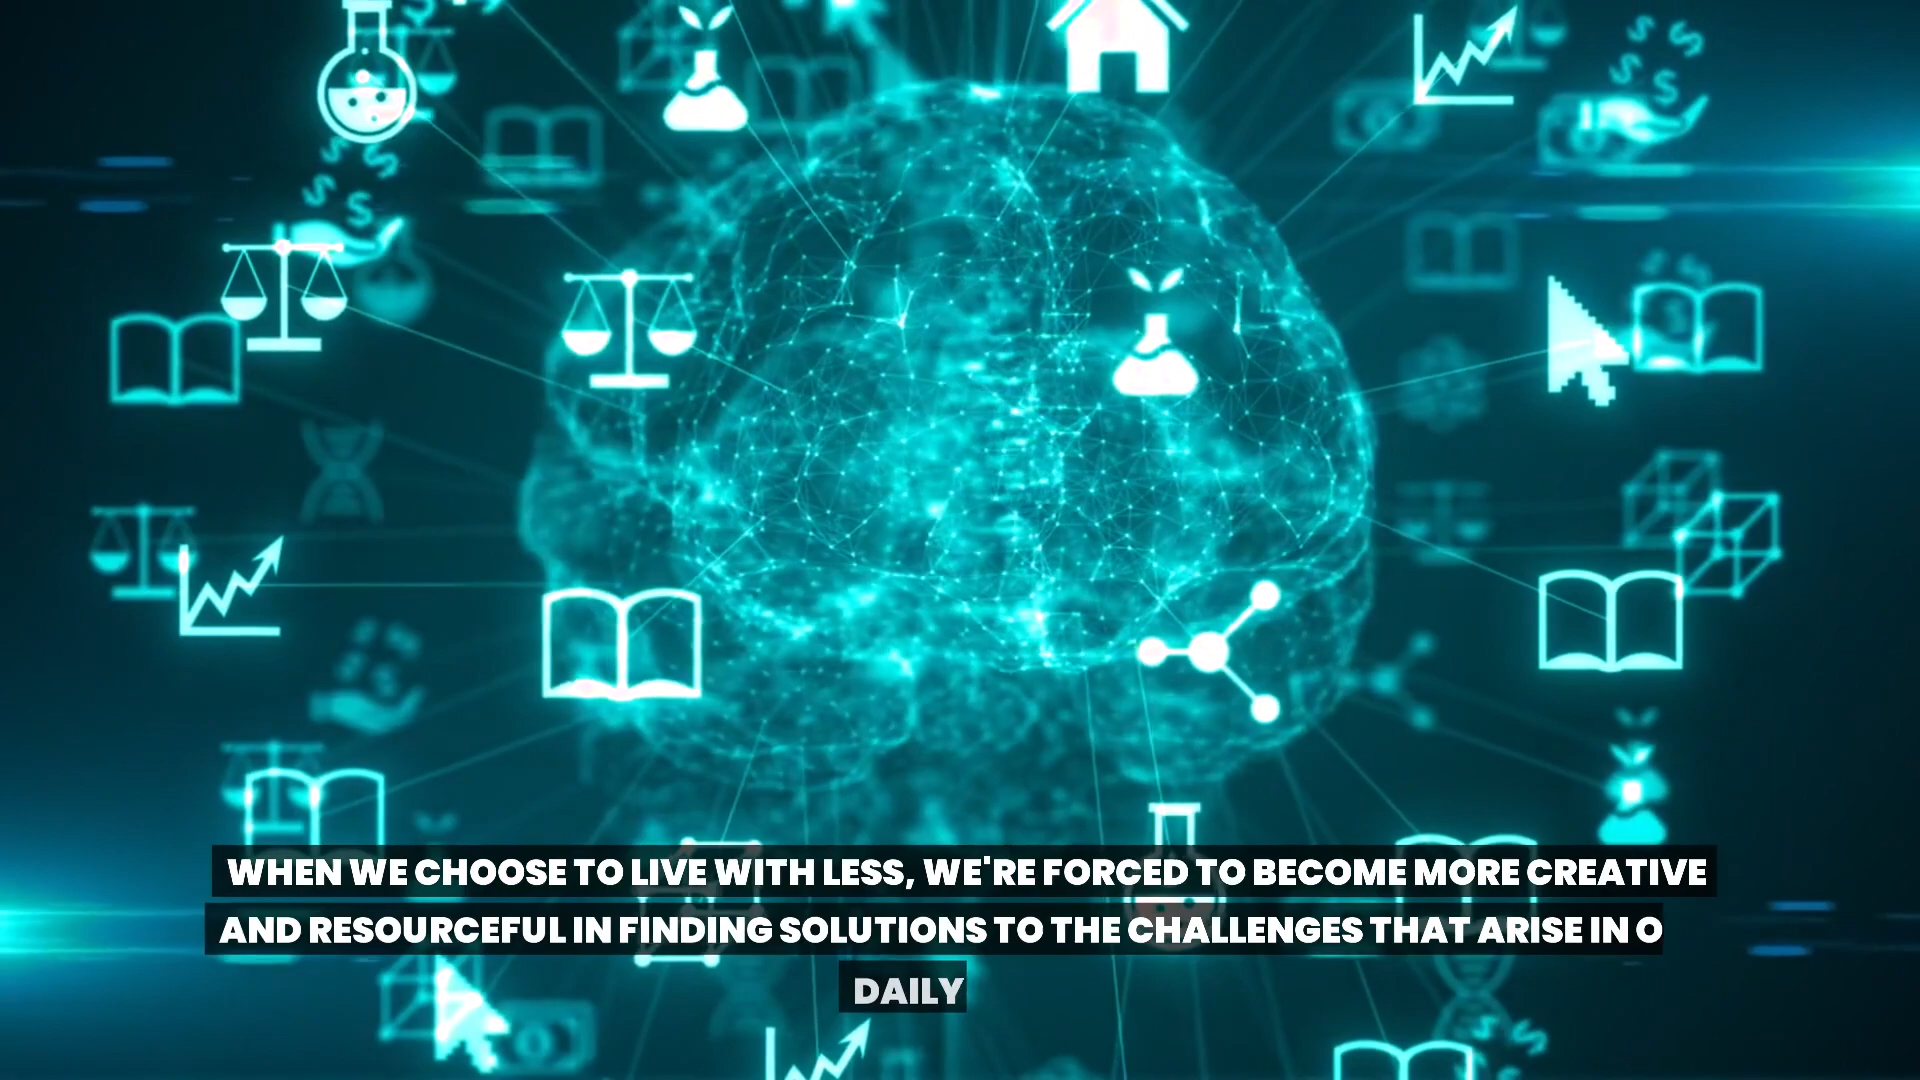 WHEN WE CHOOSE TO LIVE WITH LESS, WE'RE FORCED TO BECOME MORE CREATIVE
AND RESOURCEFUL IN FINDING SOLUTIONS TO THE CHALLENGES THAT ARISE IN O
DAILY